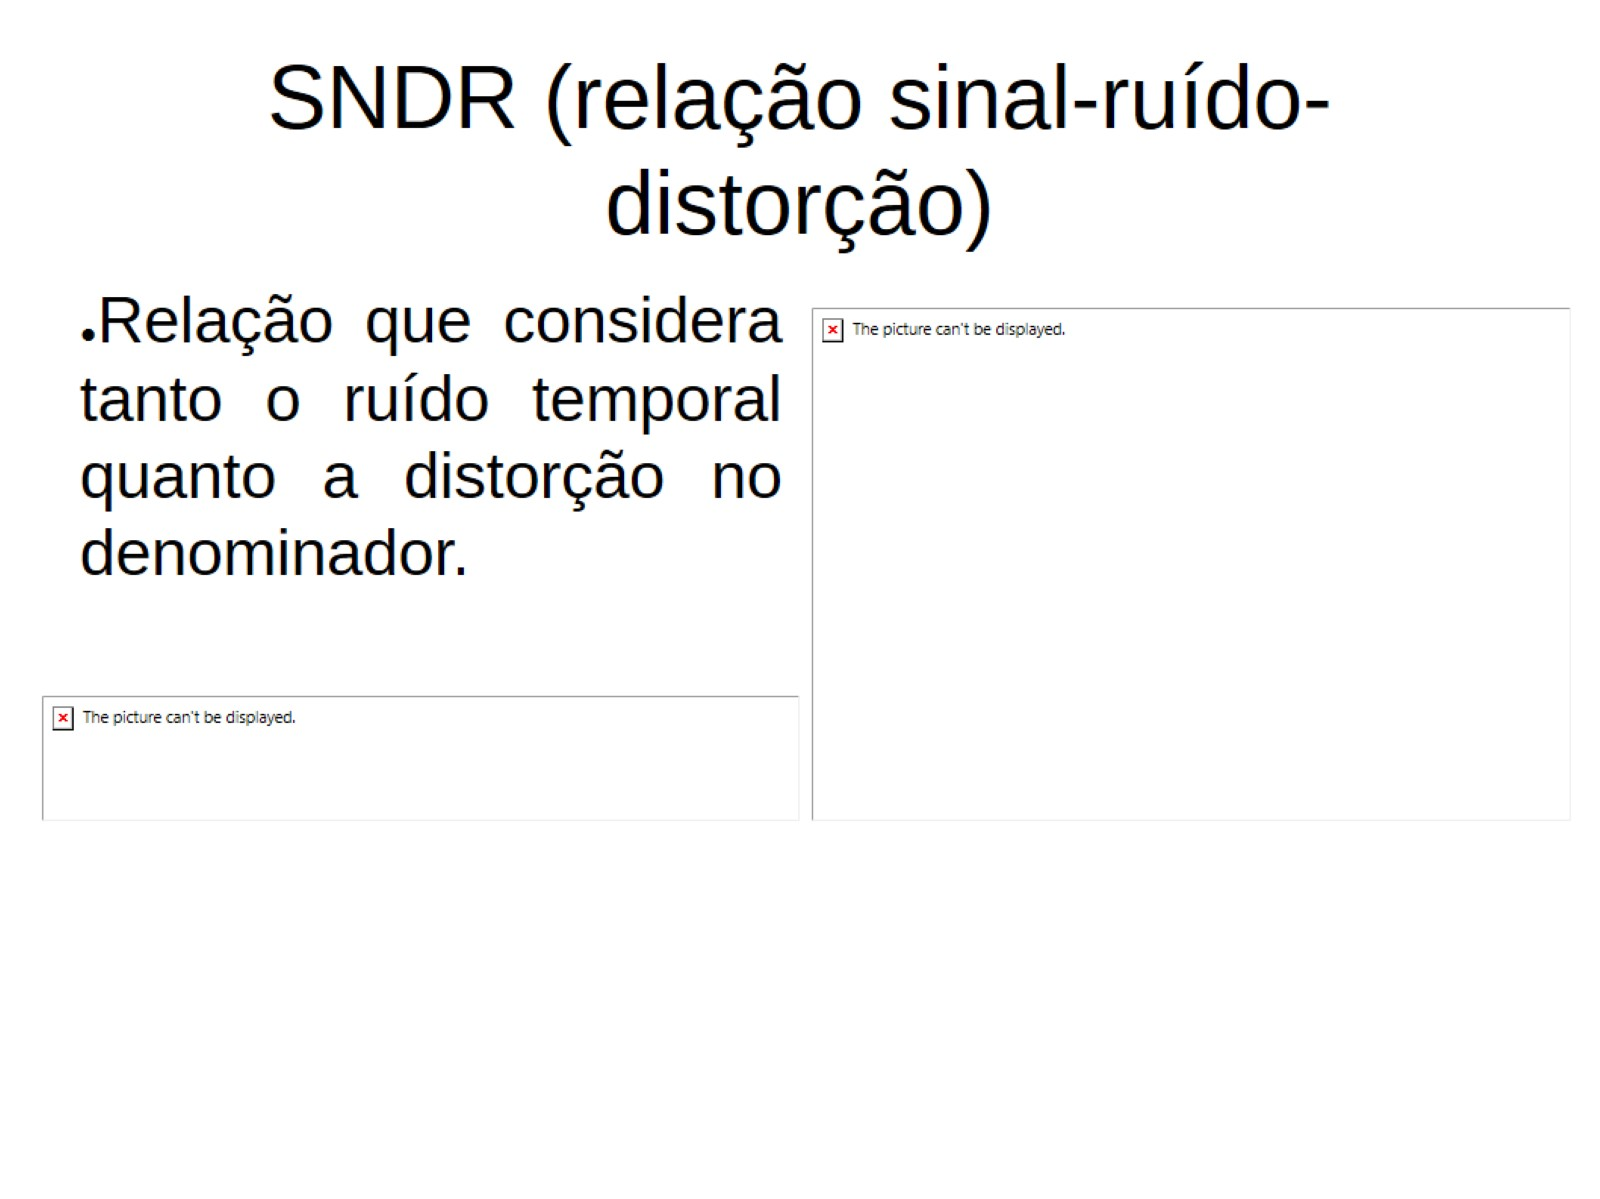 SNDR (relação sinal-ruído-
distorção)
●Relação que considera
tanto o ruído temporal
quanto a distorção no
denominador.
The picture can't be displayed.
The picture can't be displayed.